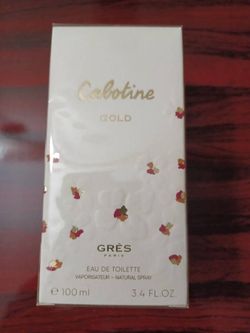 Cabotine
GOLD
GRÈS
PARIS
EAU DE TOILETTE
VAPORISATEUR – NATURAL SPRAY
℮ 100 ml 3.4 FL.OZ.